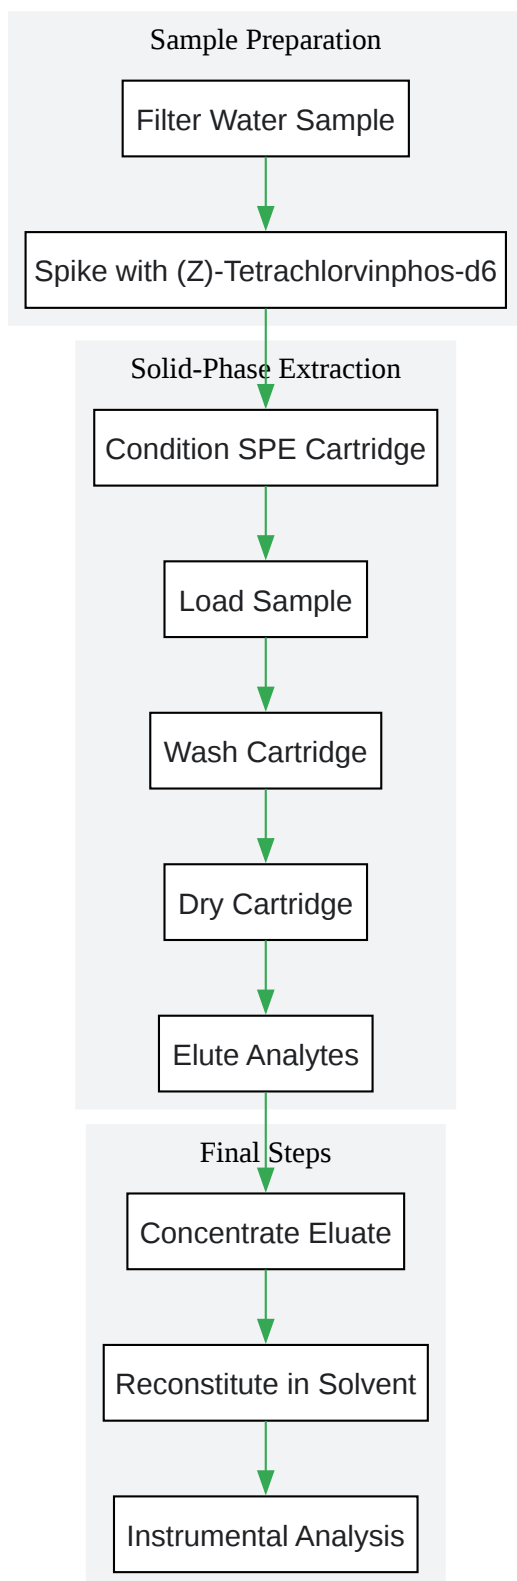 Sample Preparation
Filter Water Sample
Spike with (Z)-Tetrachlorvinphos-d6
Solid-Phase Extraction
Condition SPE Cartridge
Load Sample
Wash Cartridge
Dry Cartridge
Elute Analytes
Final Steps
Concentrate Eluate
Reconstitute in Solvent
Instrumental Analysis